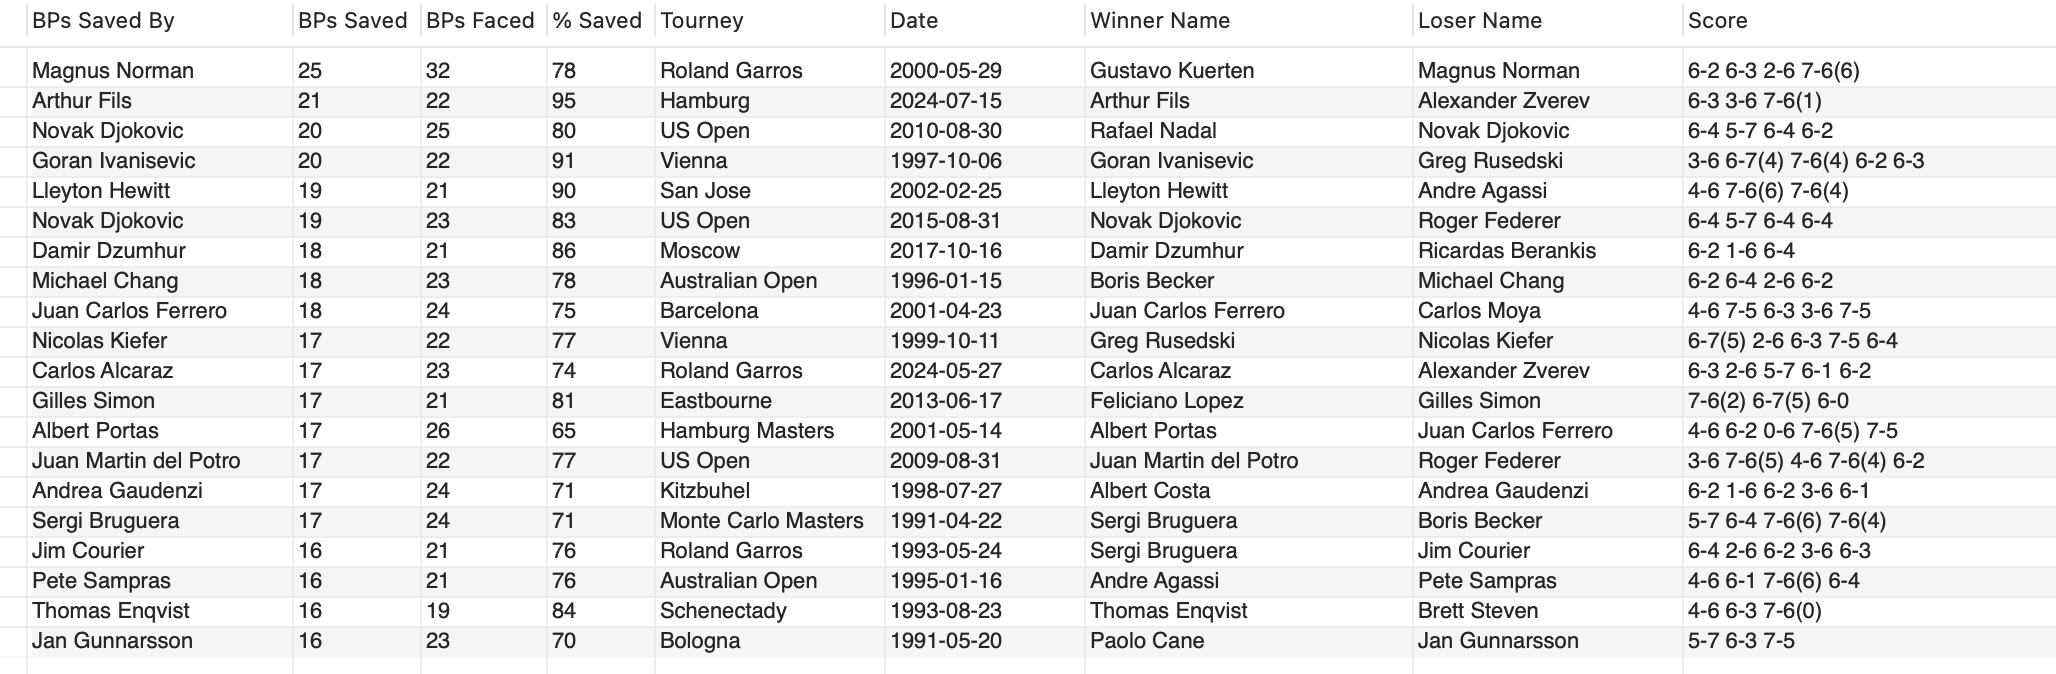 BPs Saved By BPs Saved BPs Faced % Saved Tourney Date Winner Name Loser Name Score
Magnus Norman 25 32 78 Roland Garros 2000-05-29 Gustavo Kuerten Magnus Norman 6-2 6-3 2-6 7-6(6)
Arthur Fils 21 22 95 Hamburg 2024-07-15 Arthur Fils Alexander Zverev 6-3 3-6 7-6(1)
Novak Djokovic 20 25 80 US Open 2010-08-30 Rafael Nadal Novak Djokovic 6-4 5-7 6-4 6-2
Goran Ivanisevic 20 22 91 Vienna 1997-10-06 Goran Ivanisevic Greg Rusedski 3-6 6-7(4) 7-6(4) 6-2 6-3
Lleyton Hewitt 19 21 90 San Jose 2002-02-25 Lleyton Hewitt Andre Agassi 4-6 7-6(6) 7-6(4)
Novak Djokovic 19 23 83 US Open 2015-08-31 Novak Djokovic Roger Federer 6-4 5-7 6-4 6-4
Damir Dzumhur 18 21 86 Moscow 2017-10-16 Damir Dzumhur Ricardas Berankis 6-2 1-6 6-4
Michael Chang 18 23 78 Australian Open 1996-01-15 Boris Becker Michael Chang 6-2 6-4 2-6 6-2
Juan Carlos Ferrero 18 24 75 Barcelona 2001-04-23 Juan Carlos Ferrero Carlos Moya 4-6 7-5 6-3 3-6 7-5
Nicolas Kiefer 17 22 77 Vienna 1999-10-11 Greg Rusedski Nicolas Kiefer 6-7(5) 2-6 6-3 7-5 6-4
Carlos Alcaraz 17 23 74 Roland Garros 2024-05-27 Carlos Alcaraz Alexander Zverev 6-3 2-6 5-7 6-1 6-2
Gilles Simon 17 21 81 Eastbourne 2013-06-17 Feliciano Lopez Gilles Simon 7-6(2) 6-7(5) 6-0
Albert Portas 17 26 65 Hamburg Masters 2001-05-14 Albert Portas Juan Carlos Ferrero 4-6 6-2 0-6 7-6(5) 7-5
Juan Martin del Potro 17 22 77 US Open 2009-08-31 Juan Martin del Potro Roger Federer 3-6 7-6(5) 4-6 7-6(4) 6-2
Andrea Gaudenzi 17 24 71 Kitzbuhel 1998-07-27 Albert Costa Andrea Gaudenzi 6-2 1-6 6-2 3-6 6-1
Sergi Bruguera 17 24 71 Monte Carlo Masters 1991-04-22 Sergi Bruguera Boris Becker 5-7 6-4 7-6(6) 7-6(4)
Jim Courier 16 21 76 Roland Garros 1993-05-24 Sergi Bruguera Jim Courier 6-4 2-6 6-2 3-6 6-3
Pete Sampras 16 21 76 Australian Open 1995-01-16 Andre Agassi Pete Sampras 4-6 6-1 7-6(6) 6-4
Thomas Enqvist 16 19 84 Schenectady 1993-08-23 Thomas Enqvist Brett Steven 4-6 6-3 7-6(0)
Jan Gunnarsson 16 23 70 Bologna 1991-05-20 Paolo Cane Jan Gunnarsson 5-7 6-3 7-5